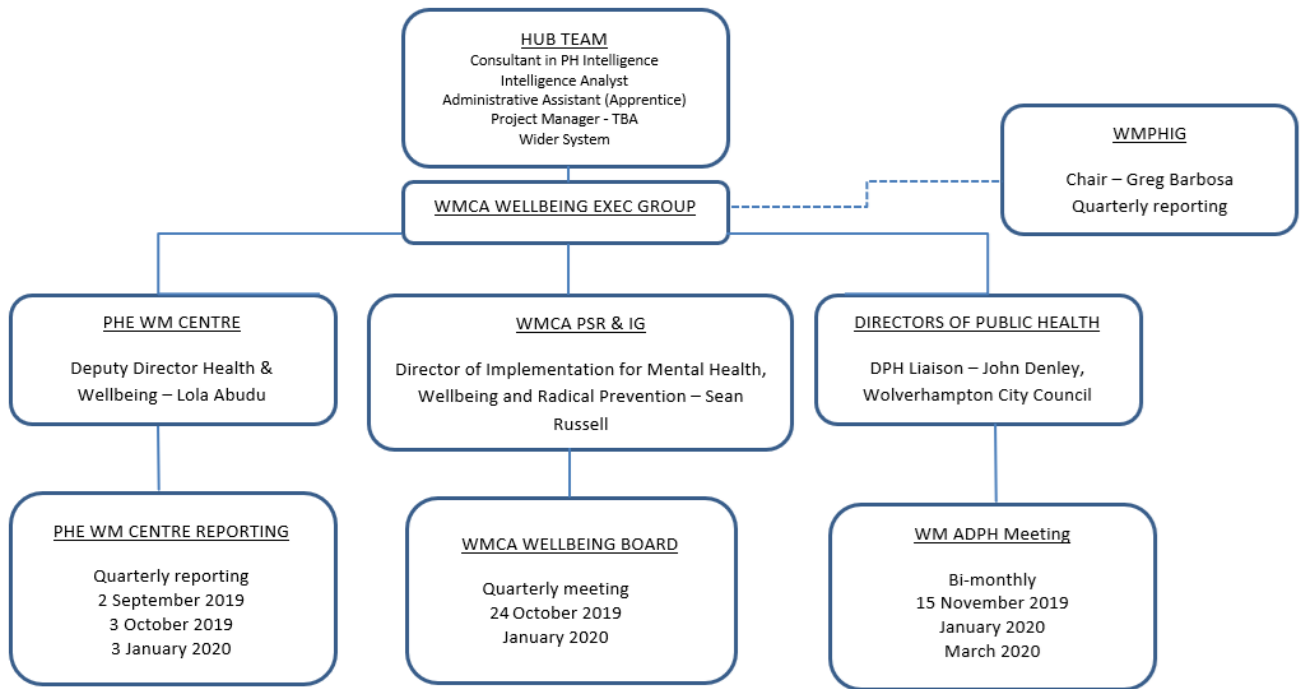 HUB TEAM
Consultant in PH Intelligence
Intelligence Analyst
Administrative Assistant (Apprentice)
Project Manager - TBA
Wider System
WMPHIG
Chair – Greg Barbosa
Quarterly reporting
WMCA WELLBEING EXEC GROUP
PHE WM CENTRE
Deputy Director Health &
Wellbeing – Lola Abudu
WMCA PSR & IG
Director of Implementation for Mental Health,
Wellbeing and Radical Prevention – Sean
Russell
DIRECTORS OF PUBLIC HEALTH
DPH Liaison – John Denley,
Wolverhampton City Council
PHE WM CENTRE REPORTING
Quarterly reporting
2 September 2019
3 October 2019
3 January 2020
WMCA WELLBEING BOARD
Quarterly meeting
24 October 2019
January 2020
WM ADPH Meeting
Bi-monthly
15 November 2019
January 2020
March 2020